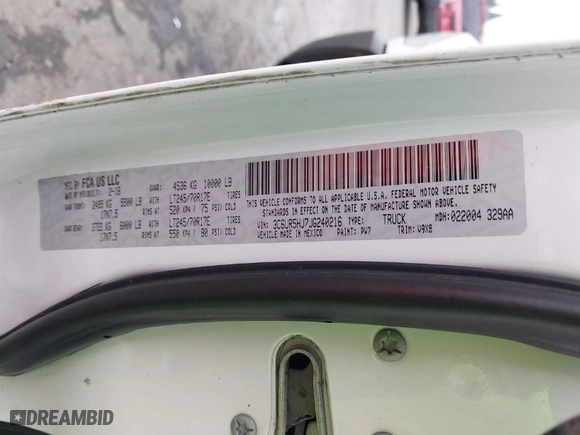 MFD BY FCA US LLC GVWR: 4536 KG 10000 LB
DATE OF MFR 2-18
GAWR FRONT 2495 KG 5500 LB WITH LT245/70R17E TIRES
17X7.5 RIMS AT 520 KPA ( 75 PSI) COLD
GAWR REAR 2722 KG 6000 LB WITH LT245/70R17E TIRES
17X7.5 RIMS AT 550 KPA ( 80 PSI) COLD
THIS VEHICLE CONFORMS TO ALL APPLICABLE U.S.A. FEDERAL MOTOR VEHICLE
SAFETY STANDARDS IN EFFECT ON THE DATE OF MANUFACTURE SHOWN ABOVE.
VIN: 3C6UR5HJ7JG240216 TYPE: TRUCK MDH:022004 329AA
VEHICLE MADE IN MEXICO PAINT: PW7 TRIM: V9X8
DREAMBID